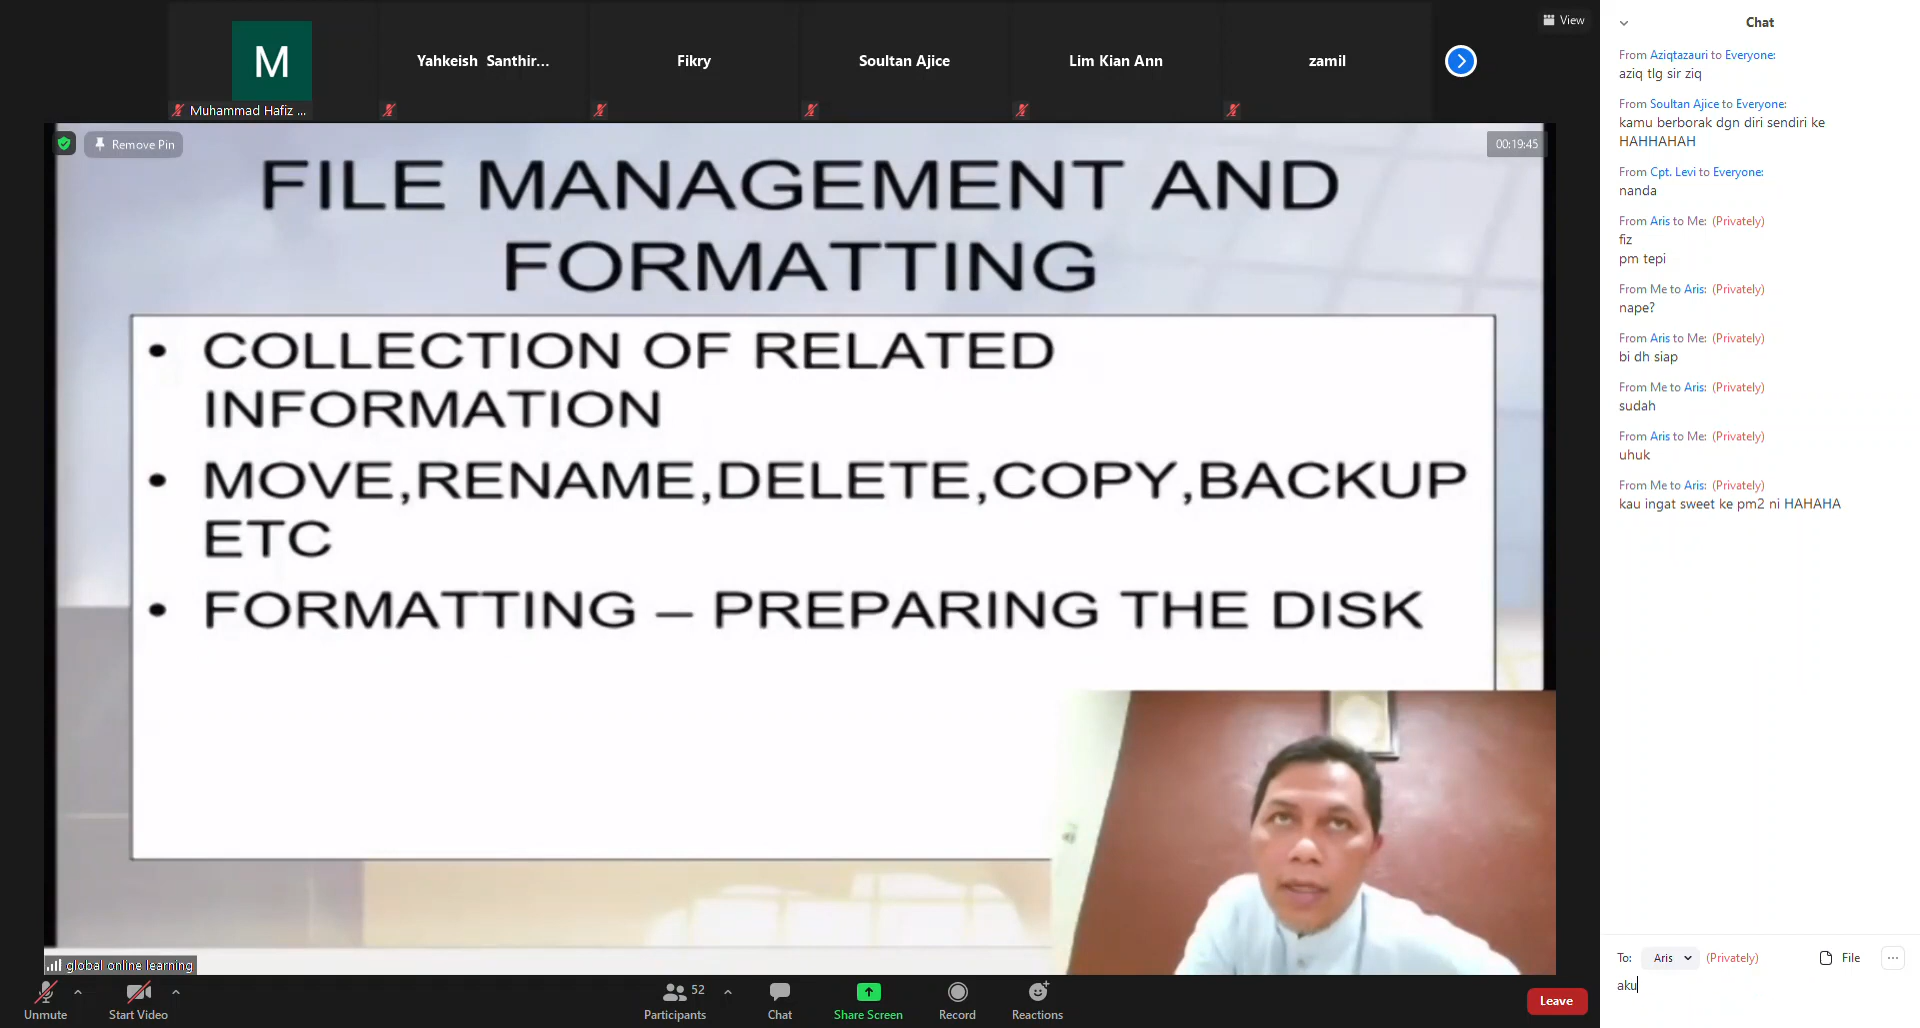 View
M
Muhammad Hafiz ...
Yahkeish Santhir...
Fikry
Soultan Ajice
Lim Kian Ann
zamil
Remove Pin
00:19:45
FILE MANAGEMENT AND
FORMATTING
• COLLECTION OF RELATED
INFORMATION
• MOVE,RENAME,DELETE,COPY,BACKUP
ETC
• FORMATTING – PREPARING THE DISK
global online learning
Unmute
Start Video
52
Participants
Chat
Share Screen
Record
Reactions
Leave
Chat
From Aziqtazauri to Everyone:
aziq tlg sir ziq
From Soultan Ajice to Everyone:
kamu berborak dgn diri sendiri ke
HAHHAHAH
From Cpt. Levi to Everyone:
nanda
From Aris to Me: (Privately)
fiz
pm tepi
From Me to Aris: (Privately)
nape?
From Aris to Me: (Privately)
bi dh siap
From Me to Aris: (Privately)
sudah
From Aris to Me: (Privately)
uhuk
From Me to Aris: (Privately)
kau ingat sweet ke pm2 ni HAHAHA
To: Aris (Privately) File ...
aku